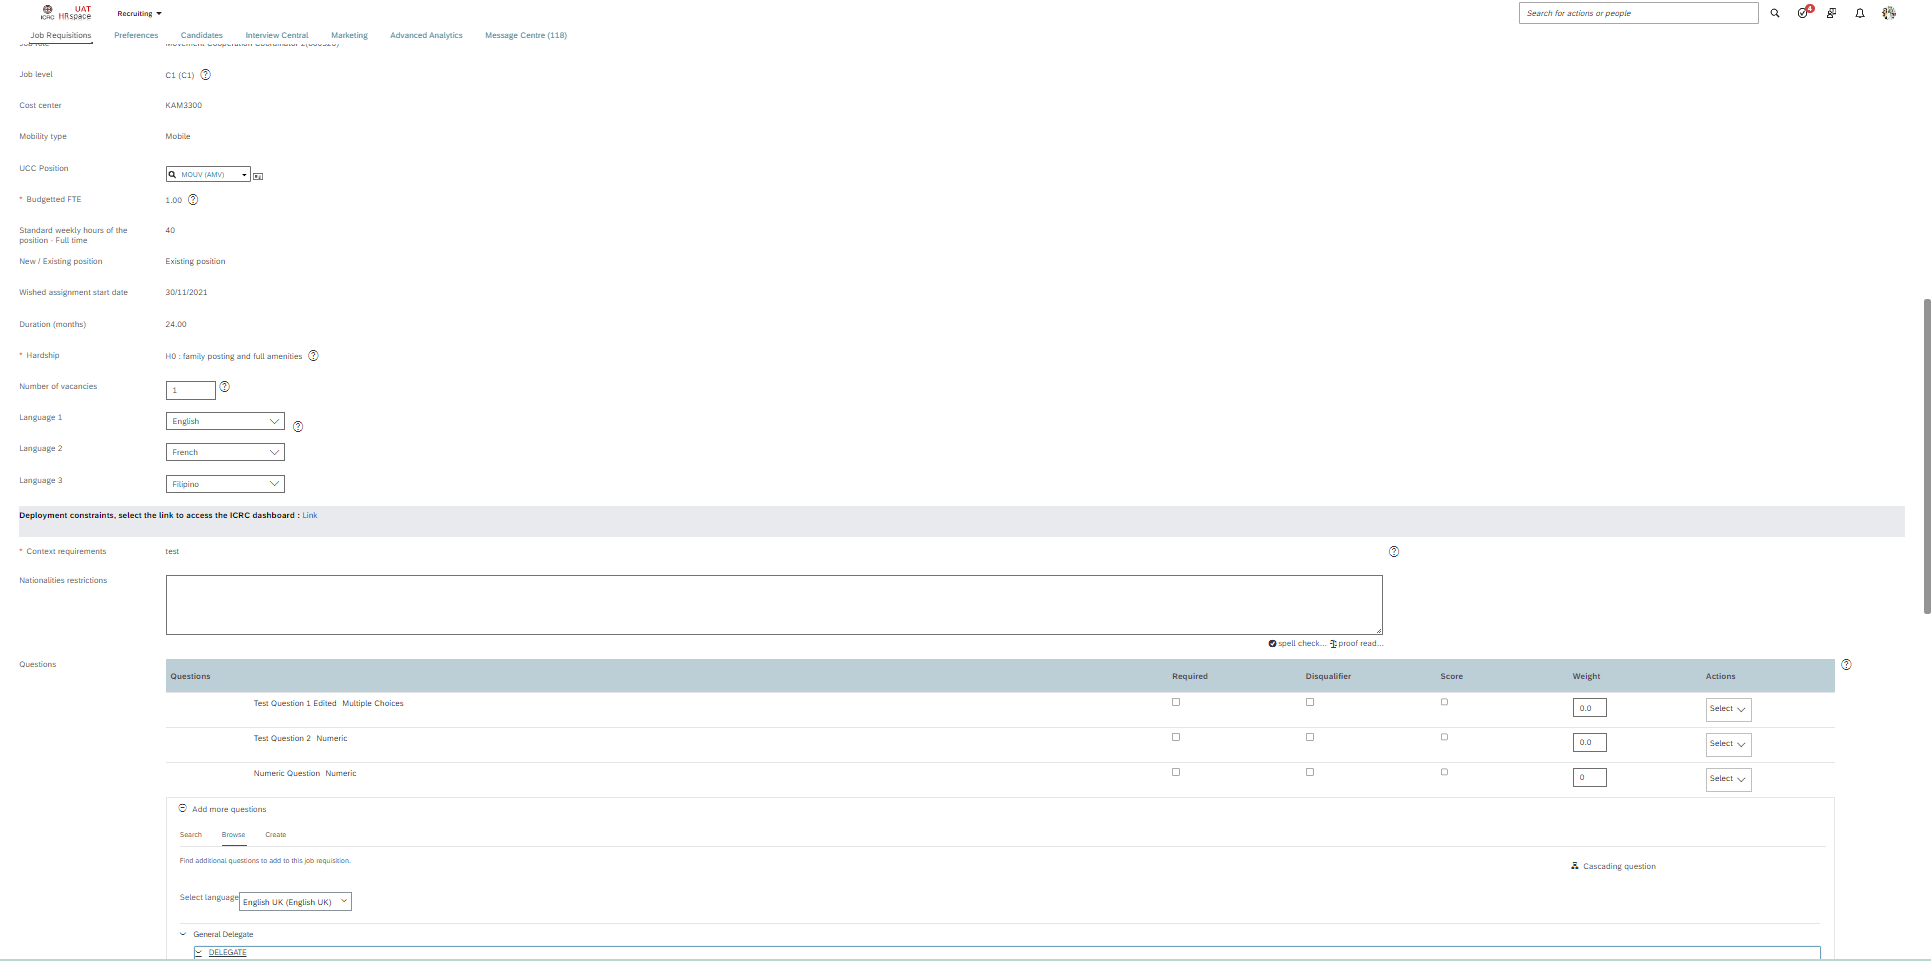 ICRC
UAT
HRspace
Recruiting
Search for actions or people
4
Job Requisitions
Preferences
Candidates
Interview Central
Marketing
Advanced Analytics
Message Centre (118)
Job level
C1 (C1)
Cost center
KAM3300
Mobility type
Mobile
UCC Position
MOUV (AMV)
* Budgetted FTE
1.00
Standard weekly hours of the
position - Full time
40
New / Existing position
Existing position
Wished assignment start date
30/11/2021
Duration (months)
24.00
* Hardship
H0 : family posting and full amenities
Number of vacancies
1
Language 1
English
Language 2
French
Language 3
Filipino
Deployment constraints, select the link to access the ICRC dashboard : Link
* Context requirements
test
Nationalities restrictions
spell check... proof read...
Questions
Questions Required Disqualifier Score Weight Actions
Test Question 1 Edited Multiple Choices 0.0 Select
Test Question 2 Numeric 0.0 Select
Numeric Question Numeric 0 Select
Add more questions
Search Browse Create
Find additional questions to add to this job requisition.
Cascading question
Select language English UK (English UK)
General Delegate
DELEGATE